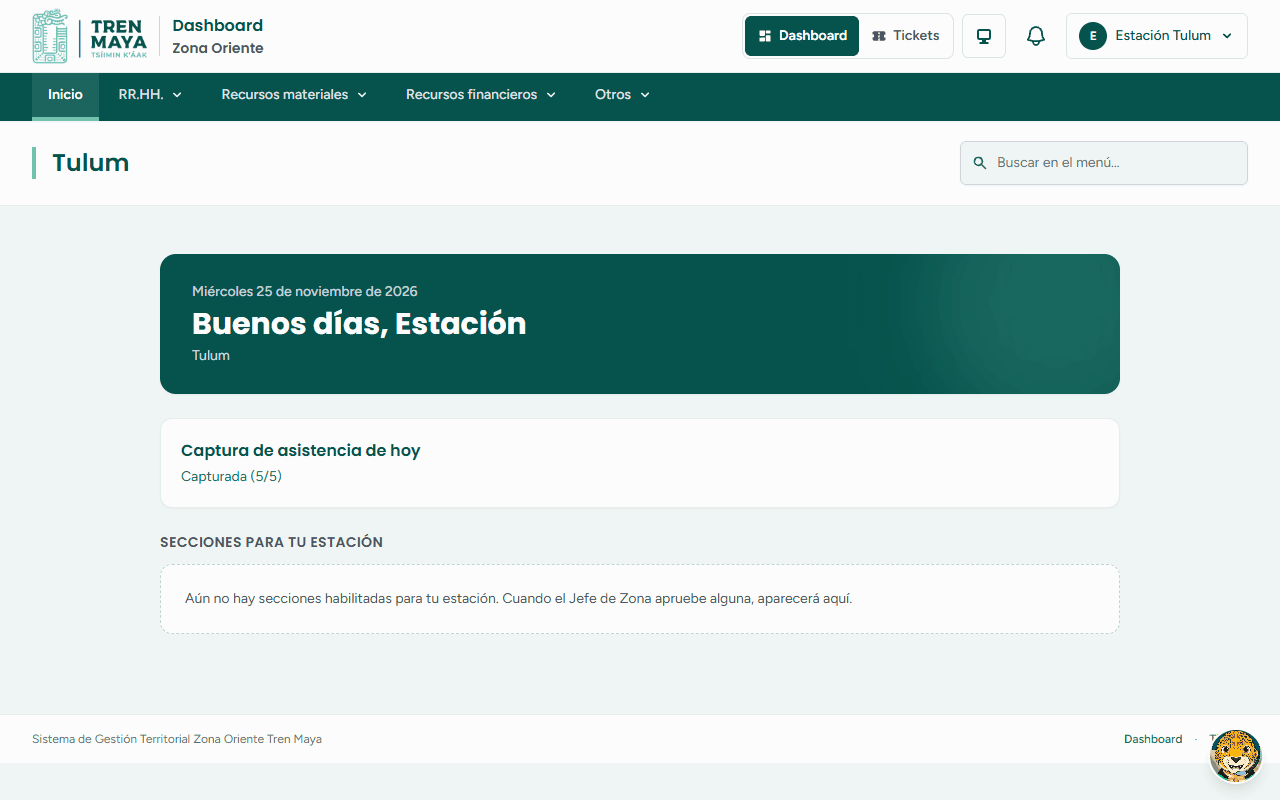 TREN
MAYA
TSÍIMIN K'ÁAK
Dashboard
Zona Oriente
Dashboard
Tickets
E
Estación Tulum
Inicio
RR.HH.
Recursos materiales
Recursos financieros
Otros
Tulum
Buscar en el menú...
Miércoles 25 de noviembre de 2026
Buenos días, Estación
Tulum
Captura de asistencia de hoy
Capturada (5/5)
SECCIONES PARA TU ESTACIÓN
Aún no hay secciones habilitadas para tu estación. Cuando el Jefe de Zona apruebe alguna, aparecerá aquí.
Sistema de Gestión Territorial Zona Oriente Tren Maya
Dashboard ·